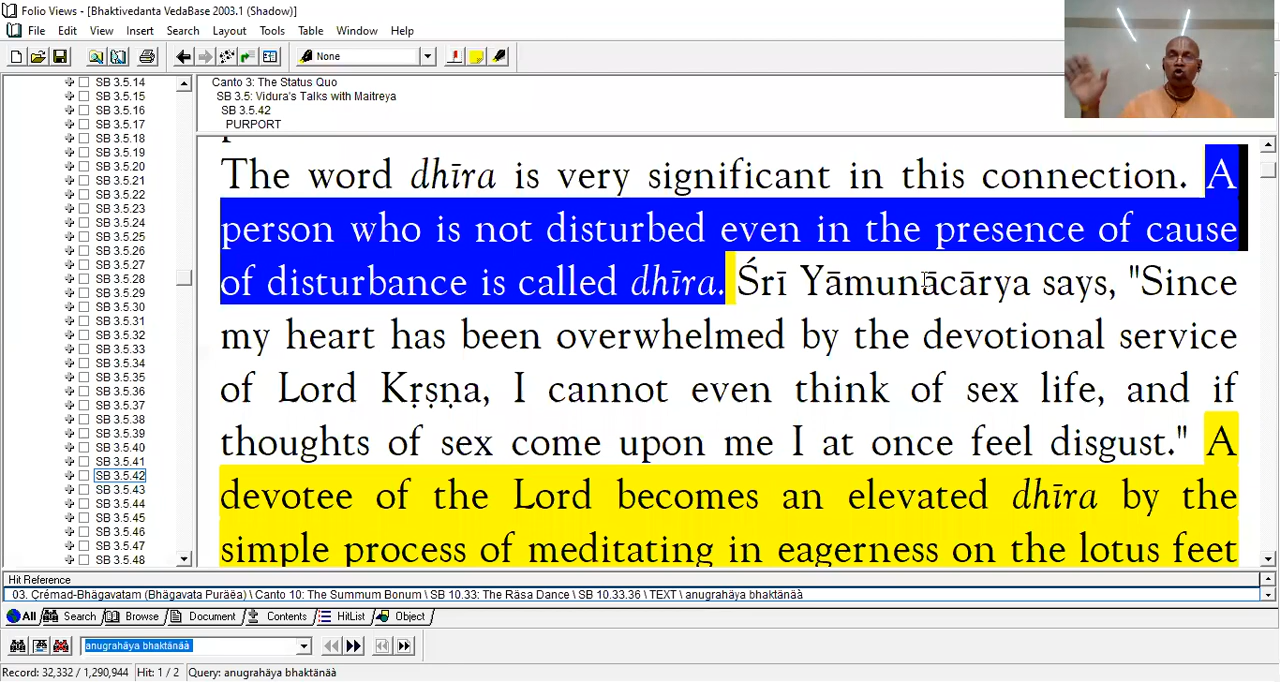 Folio Views - [Bhaktivedanta VedaBase 2003.1 (Shadow)]
File Edit View Insert Search Layout Tools Table Window Help
None
SB 3.5.14
SB 3.5.15
SB 3.5.16
SB 3.5.17
SB 3.5.18
SB 3.5.19
SB 3.5.20
SB 3.5.21
SB 3.5.22
SB 3.5.23
SB 3.5.24
SB 3.5.25
SB 3.5.26
SB 3.5.27
SB 3.5.28
SB 3.5.29
SB 3.5.30
SB 3.5.31
SB 3.5.32
SB 3.5.33
SB 3.5.34
SB 3.5.35
SB 3.5.36
SB 3.5.37
SB 3.5.38
SB 3.5.39
SB 3.5.40
SB 3.5.41
SB 3.5.42
SB 3.5.43
SB 3.5.44
SB 3.5.45
SB 3.5.46
SB 3.5.47
SB 3.5.48
Canto 3: The Status Quo
SB 3.5: Vidura's Talks with Maitreya
SB 3.5.42
PURPORT
The word dhīra is very significant in this connection. A
person who is not disturbed even in the presence of cause
of disturbance is called dhīra. Śrī Yāmunācārya says, "Since
my heart has been overwhelmed by the devotional service
of Lord Kṛṣṇa, I cannot even think of sex life, and if
thoughts of sex come upon me I at once feel disgust." A
devotee of the Lord becomes an elevated dhīra by the
simple process of meditating in eagerness on the lotus feet
Hit Reference
03. Çrémad-Bhägavatam (Bhägavata Puräëa) \ Canto 10: The Summum Bonum \ SB 10.33: The Räsa Dance \ SB 10.33.36 \ TEXT \ anugrahäya bhaktänäà
All Search Browse Document Contents HitList Object
anugrahäya bhaktänäà
Record: 32,332 / 1,290,944 Hit: 1 / 2 Query: anugrahäya bhaktänäà